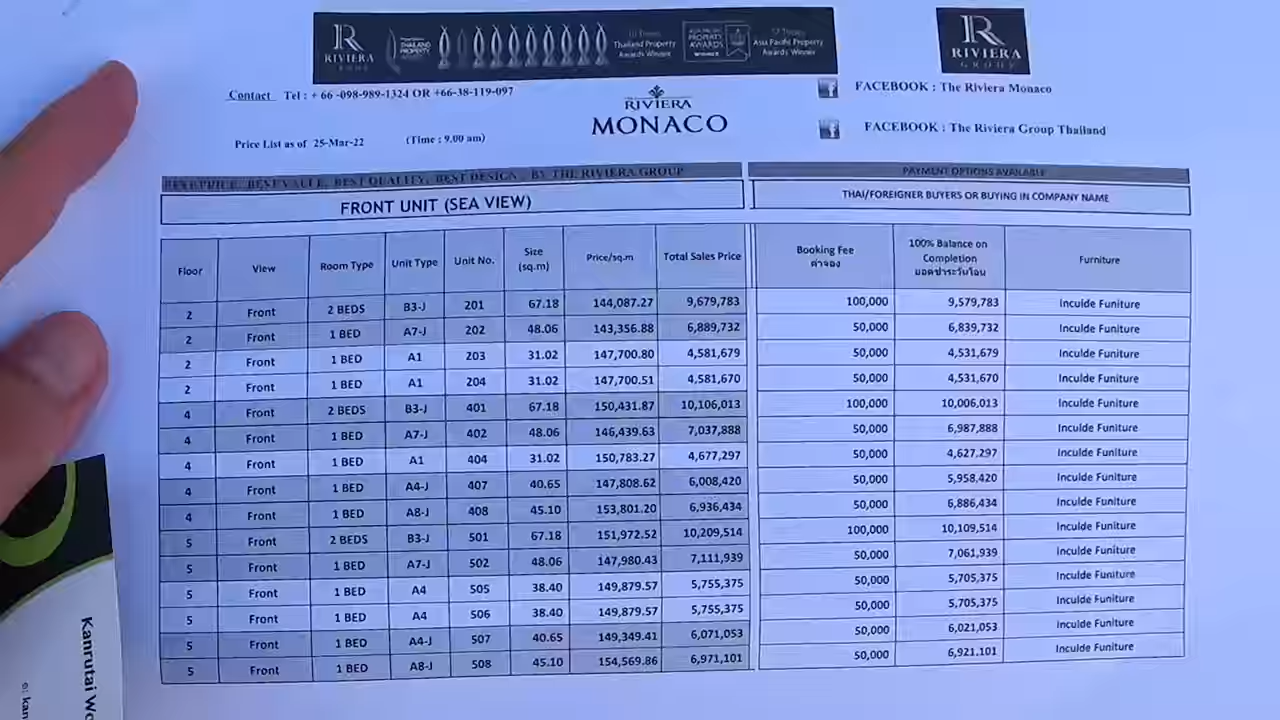 RIVIERA
GROUP
THAILAND PROPERTY
Thailand Property
Awards Winner
PROPERTY
AWARDS
WINNER
Asia Pacific Property
Awards Winner
RIVIERA
GROUP
Contact Tel : + 66 -098-989-1324 OR +66-38-119-097
FACEBOOK : The Riviera Monaco
RIVIERA
MONACO
FACEBOOK : The Riviera Group Thailand
Price List as of 25-Mar-22 (Time : 9.00 am)
BEST PRICE, BEST VALUE, BEST QUALITY, BEST DESIGN , BY THE RIVIERA GROUP
PAYMENT OPTIONS AVAILABLE
FRONT UNIT (SEA VIEW)
THAI/FOREIGNER BUYERS OR BUYING IN COMPANY NAME
Floor View Room Type Unit Type Unit No. Size (sq.m) Price/sq.m Total Sales Price Booking Fee ค่าจอง 100% Balance on Completion ยอดชำระวันโอน Furniture
2 Front 2 BEDS B3-J 201 67.18 144,087.27 9,679,783 100,000 9,579,783 Inculde Funiture
2 Front 1 BED A7-J 202 48.06 143,356.88 6,889,732 50,000 6,839,732 Inculde Funiture
2 Front 1 BED A1 203 31.02 147,700.80 4,581,679 50,000 4,531,679 Inculde Funiture
2 Front 1 BED A1 204 31.02 147,700.51 4,581,670 50,000 4,531,670 Inculde Funiture
4 Front 2 BEDS B3-J 401 67.18 150,431.87 10,106,013 100,000 10,006,013 Inculde Funiture
4 Front 1 BED A7-J 402 48.06 146,439.63 7,037,888 50,000 6,987,888 Inculde Funiture
4 Front 1 BED A1 404 31.02 150,783.27 4,677,297 50,000 4,627,297 Inculde Funiture
4 Front 1 BED A4-J 407 40.65 147,808.62 6,008,420 50,000 5,958,420 Inculde Funiture
4 Front 1 BED A8-J 408 45.10 153,801.20 6,936,434 50,000 6,886,434 Inculde Funiture
5 Front 2 BEDS B3-J 501 67.18 151,972.52 10,209,514 100,000 10,109,514 Inculde Funiture
5 Front 1 BED A7-J 502 48.06 147,980.43 7,111,939 50,000 7,061,939 Inculde Funiture
5 Front 1 BED A4 505 38.40 149,879.57 5,755,375 50,000 5,705,375 Inculde Funiture
5 Front 1 BED A4 506 38.40 149,879.57 5,755,375 50,000 5,705,375 Inculde Funiture
5 Front 1 BED A4-J 507 40.65 149,349.41 6,071,053 50,000 6,021,053 Inculde Funiture
5 Front 1 BED A8-J 508 45.10 154,569.86 6,971,101 50,000 6,921,101 Inculde Funiture
Kanrutai Wo
e: kan